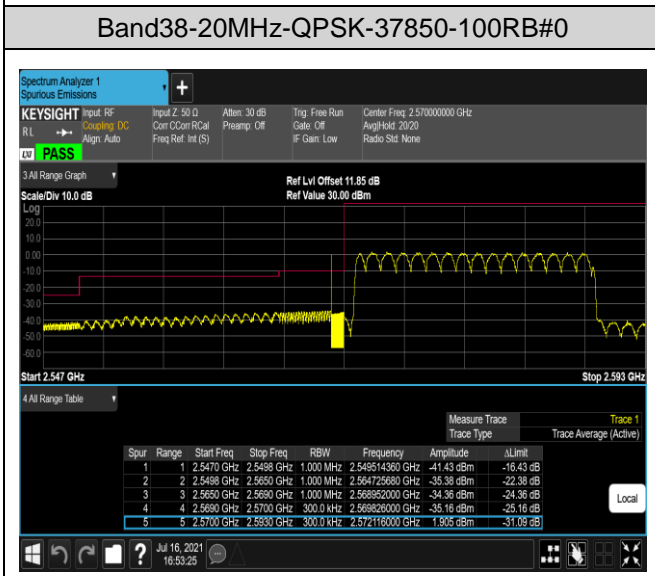 Band38-20MHz-QPSK-37850-100RB#0
Spectrum Analyzer 1
Spurious Emissions
+
KEYSIGHT Input: RF Input Z: 50 Ω Atten: 30 dB Trig: Free Run Center Freq: 2.570000000 GHz
R L Coupling: DC Corr CCorr RCal Preamp: Off Gate: Off Avg|Hold: 20/20
Align: Auto Freq Ref: Int (S) IF Gain: Low Radio Std: None
LXI PASS
3 All Range Graph
Ref Lvl Offset 11.85 dB
Scale/Div 10.0 dB Ref Value 30.00 dBm
Log
20.0
10.0
0.00
-10.0
-20.0
-30.0
-40.0
-50.0
-60.0
Start 2.547 GHz Stop 2.593 GHz
4 All Range Table
Measure Trace Trace 1
Trace Type Trace Average (Active)
Spur Range Start Freq Stop Freq RBW Frequency Amplitude ΔLimit
1 1 2.5470 GHz 2.5498 GHz 1.000 MHz 2.549514360 GHz -41.43 dBm -16.43 dB
2 2 2.5498 GHz 2.5650 GHz 1.000 MHz 2.564725680 GHz -35.38 dBm -22.38 dB
3 3 2.5650 GHz 2.5690 GHz 1.000 MHz 2.568952000 GHz -34.36 dBm -24.36 dB
4 4 2.5690 GHz 2.5700 GHz 300.0 kHz 2.569826000 GHz -35.16 dBm -25.16 dB
5 5 2.5700 GHz 2.5930 GHz 300.0 kHz 2.572116000 GHz 1.905 dBm -31.09 dB
Local
? Jul 16, 2021
16:53:25